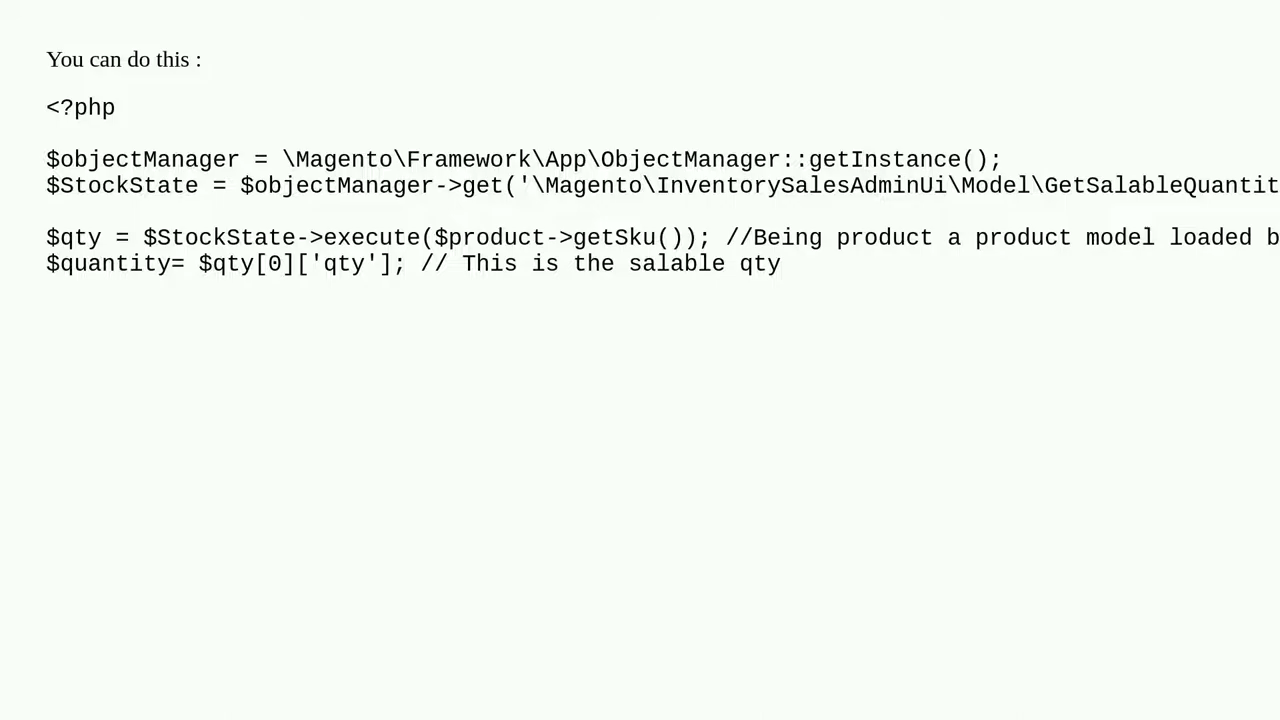 You can do this :
<?php
$objectManager = \Magento\Framework\App\ObjectManager::getInstance();
$StockState = $objectManager->get('\Magento\InventorySalesAdminUi\Model\GetSalableQuantit
$qty = $StockState->execute($product->getSku()); //Being product a product model loaded b
$quantity= $qty[0]['qty']; // This is the salable qty